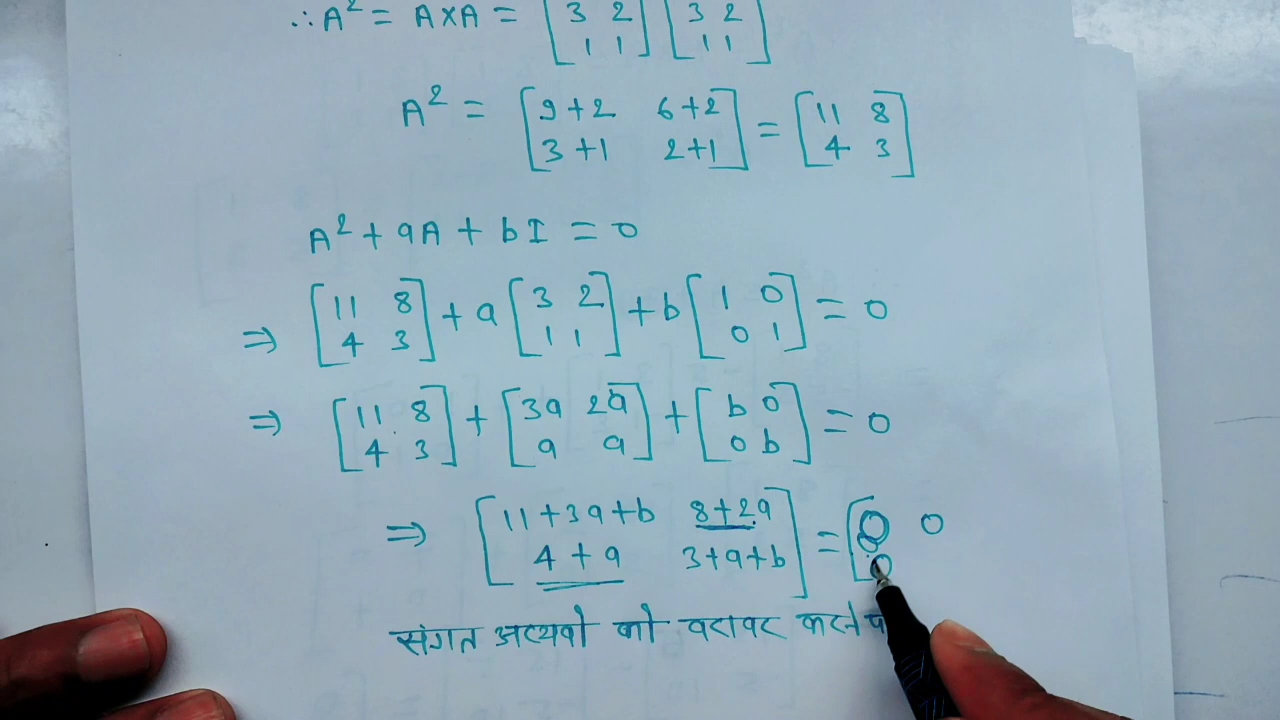 ∴ A² = A×A = [3 2; 1 1] [3 2; 1 1]
A² = [9+2 6+2; 3+1 2+1] = [11 8; 4 3]
A² + aA + bI = 0
⇒ [11 8; 4 3] + a [3 2; 1 1] + b [1 0; 0 1] = 0
⇒ [11 8; 4 3] + [3a 2a; a a] + [b 0; 0 b] = 0
⇒ [11+3a+b 8+2a; 4+a 3+a+b] = [0 0; 0
संगत अवयवो को बराबर करने